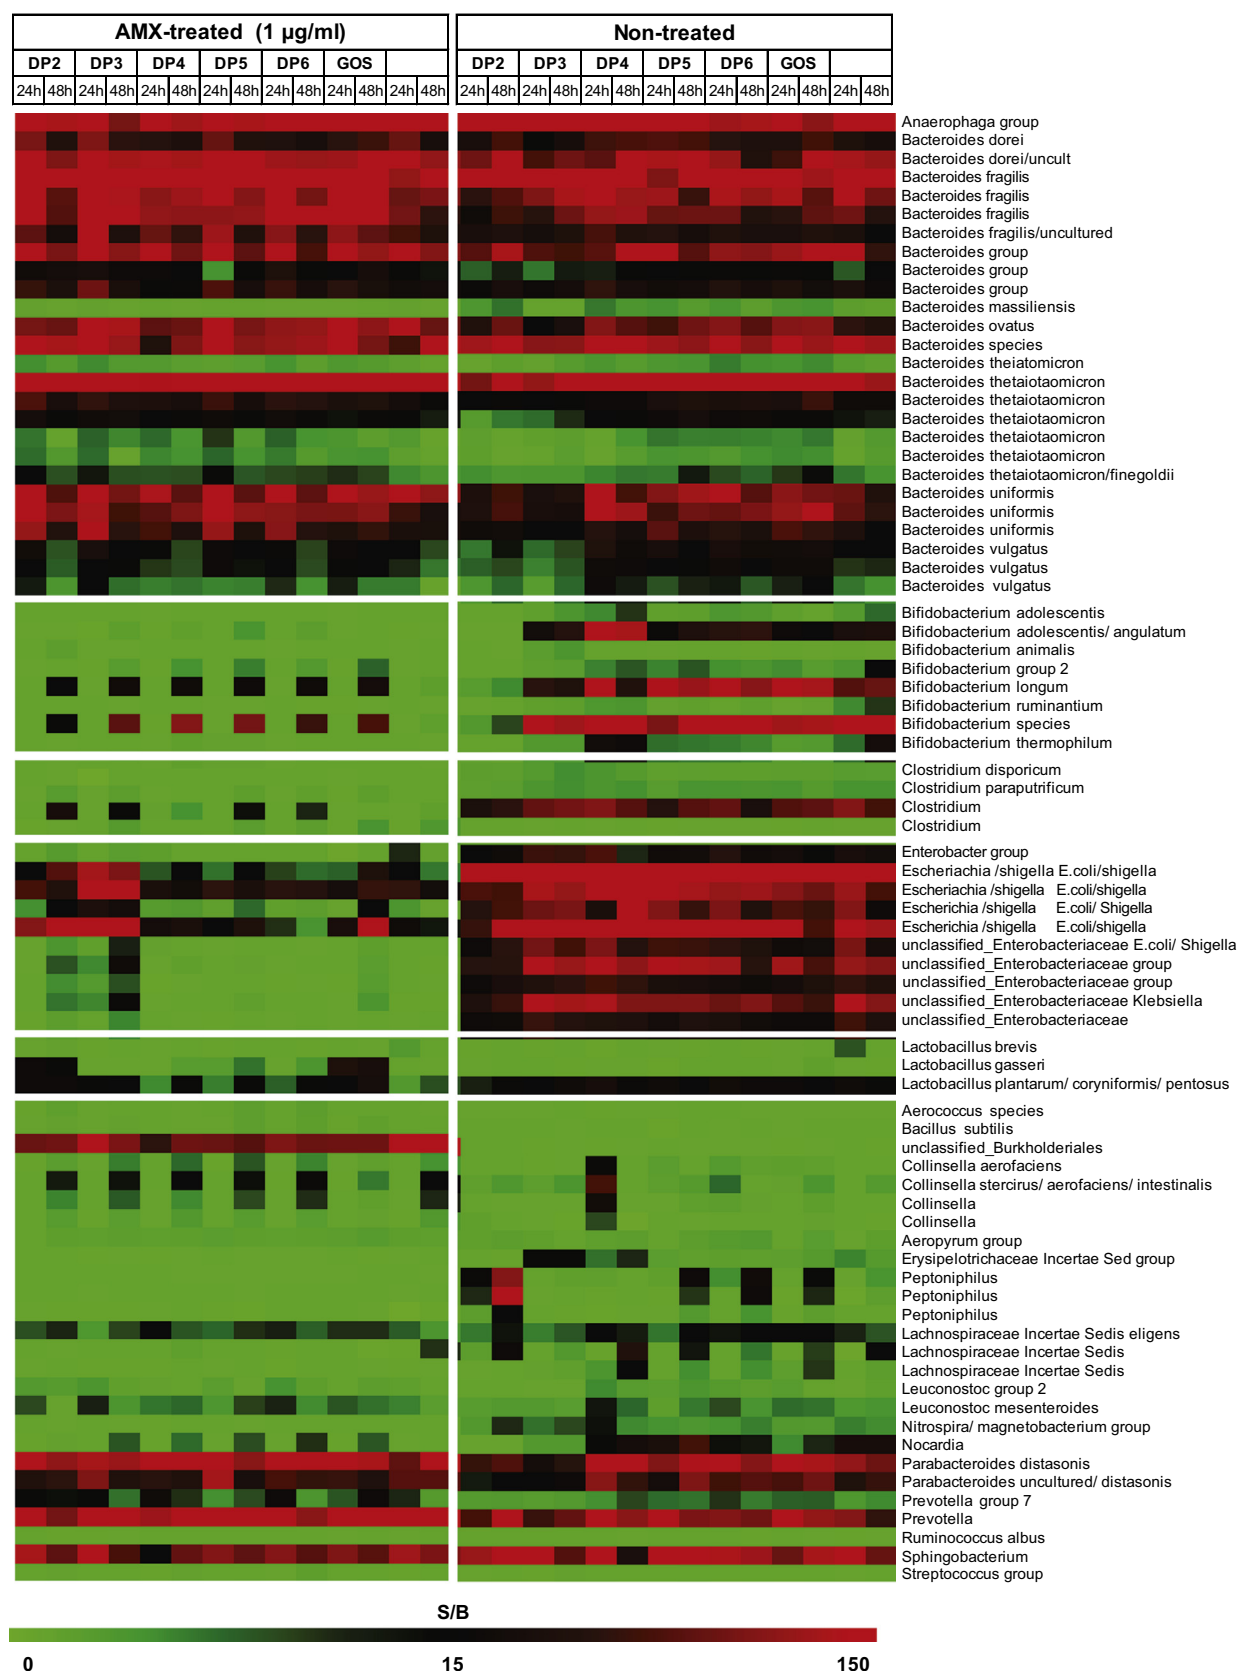 AMX-treated (1 µg/ml) Non-treated
DP2 DP3 DP4 DP5 DP6 GOS DP2 DP3 DP4 DP5 DP6 GOS
24h 48h 24h 48h 24h 48h 24h 48h 24h 48h 24h 48h 24h 48h 24h 48h 24h 48h 24h 48h 24h 48h 24h 48h 24h 48h 24h 48h
Anaerophaga group
Bacteroides dorei
Bacteroides dorei/uncult
Bacteroides fragilis
Bacteroides fragilis
Bacteroides fragilis
Bacteroides fragilis/uncultured
Bacteroides group
Bacteroides group
Bacteroides group
Bacteroides massiliensis
Bacteroides ovatus
Bacteroides species
Bacteroides theiatomicron
Bacteroides thetaiotaomicron
Bacteroides thetaiotaomicron
Bacteroides thetaiotaomicron
Bacteroides thetaiotaomicron
Bacteroides thetaiotaomicron
Bacteroides thetaiotaomicron/finegoldii
Bacteroides uniformis
Bacteroides uniformis
Bacteroides uniformis
Bacteroides vulgatus
Bacteroides vulgatus
Bacteroides vulgatus
Bifidobacterium adolescentis
Bifidobacterium adolescentis/ angulatum
Bifidobacterium animalis
Bifidobacterium group 2
Bifidobacterium longum
Bifidobacterium ruminantium
Bifidobacterium species
Bifidobacterium thermophilum
Clostridium disporicum
Clostridium paraputrificum
Clostridium
Clostridium
Enterobacter group
Escheriachia /shigella E.coli/shigella
Escheriachia /shigella E.coli/shigella
Escherichia /shigella E.coli/ Shigella
Escherichia /shigella E.coli/shigella
unclassified_Enterobacteriaceae E.coli/ Shigella
unclassified_Enterobacteriaceae group
unclassified_Enterobacteriaceae group
unclassified_Enterobacteriaceae Klebsiella
unclassified_Enterobacteriaceae
Lactobacillus brevis
Lactobacillus gasseri
Lactobacillus plantarum/ coryniformis/ pentosus
Aerococcus species
Bacillus subtilis
unclassified_Burkholderiales
Collinsella aerofaciens
Collinsella stercirus/ aerofaciens/ intestinalis
Collinsella
Collinsella
Aeropyrum group
Erysipelotrichaceae Incertae Sed group
Peptoniphilus
Peptoniphilus
Peptoniphilus
Lachnospiraceae Incertae Sedis eligens
Lachnospiraceae Incertae Sedis
Lachnospiraceae Incertae Sedis
Leuconostoc group 2
Leuconostoc mesenteroides
Nitrospira/ magnetobacterium group
Nocardia
Parabacteroides distasonis
Parabacteroides uncultured/ distasonis
Prevotella group 7
Prevotella
Ruminococcus albus
Sphingobacterium
Streptococcus group
S/B
0 15 150